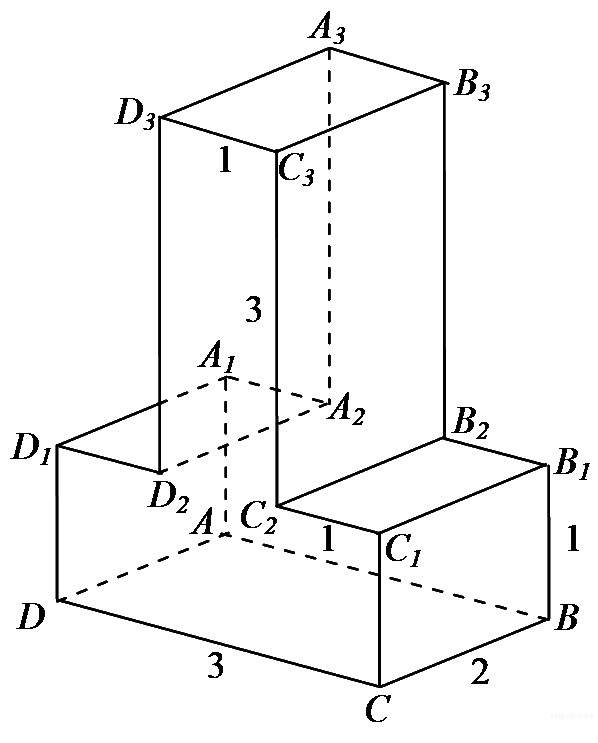 A₃
B₃
D₃
1
C₃
3
A₁
A₂
B₂
D₁
B₁
D₂
C₂
A
1
C₁
1
D
B
3
2
C